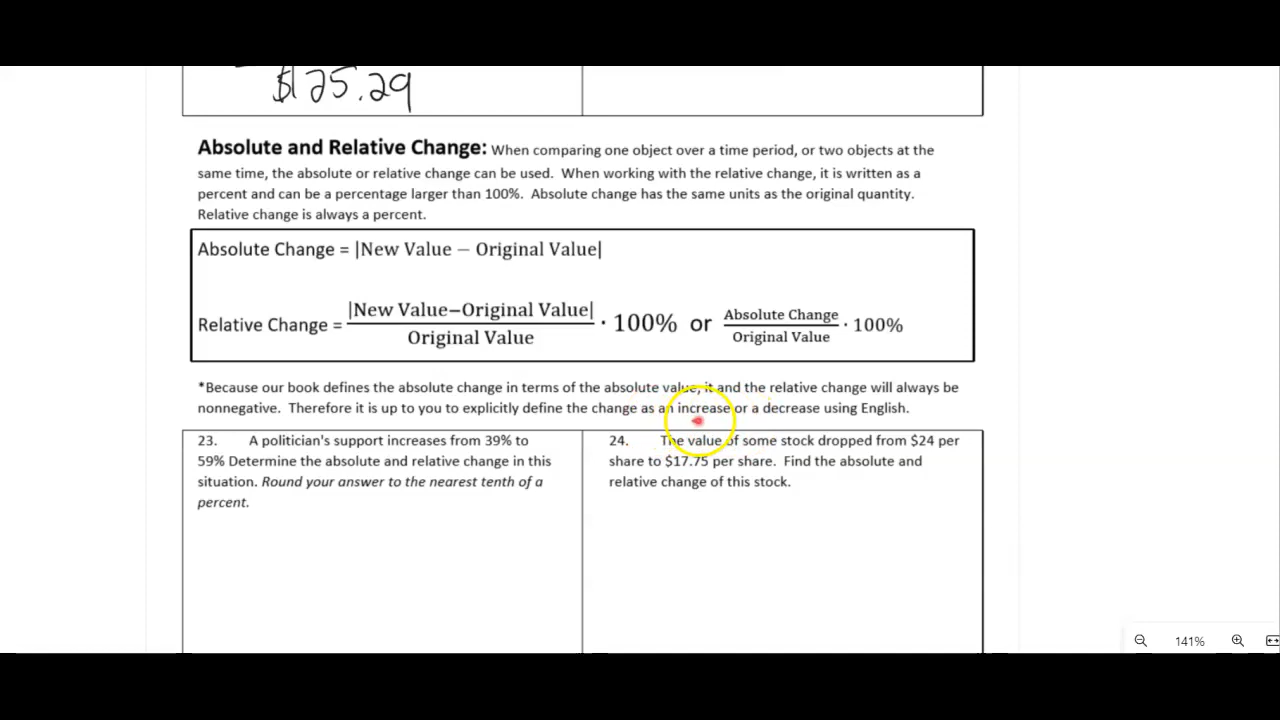 $125.29
Absolute and Relative Change: When comparing one object over a time period, or two objects at the
same time, the absolute or relative change can be used. When working with the relative change, it is written as a
percent and can be a percentage larger than 100%. Absolute change has the same units as the original quantity.
Relative change is always a percent.
Absolute Change = |New Value − Original Value|
Relative Change = |New Value−Original Value| / Original Value · 100% or Absolute Change / Original Value · 100%
*Because our book defines the absolute change in terms of the absolute value, it and the relative change will always be
nonnegative. Therefore it is up to you to explicitly define the change as an increase or a decrease using English.
23. A politician's support increases from 39% to
59% Determine the absolute and relative change in this
situation. Round your answer to the nearest tenth of a
percent.
24. The value of some stock dropped from $24 per
share to $17.75 per share. Find the absolute and
relative change of this stock.
141%